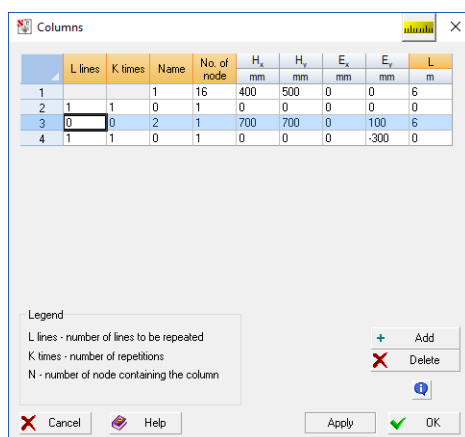 Columns
L lines K times Name No. of node Hx Hy Ex Ey L
mm mm mm mm m
1 1 16 400 500 0 0 6
2 1 1 0 1 0 0 0 0 0
3 0 0 2 1 700 700 0 100 6
4 1 1 0 1 0 0 0 -300 0
Legend
L lines - number of lines to be repeated
K times - number of repetitions
N - number of node containing the column
Add
Delete
Cancel Help Apply OK